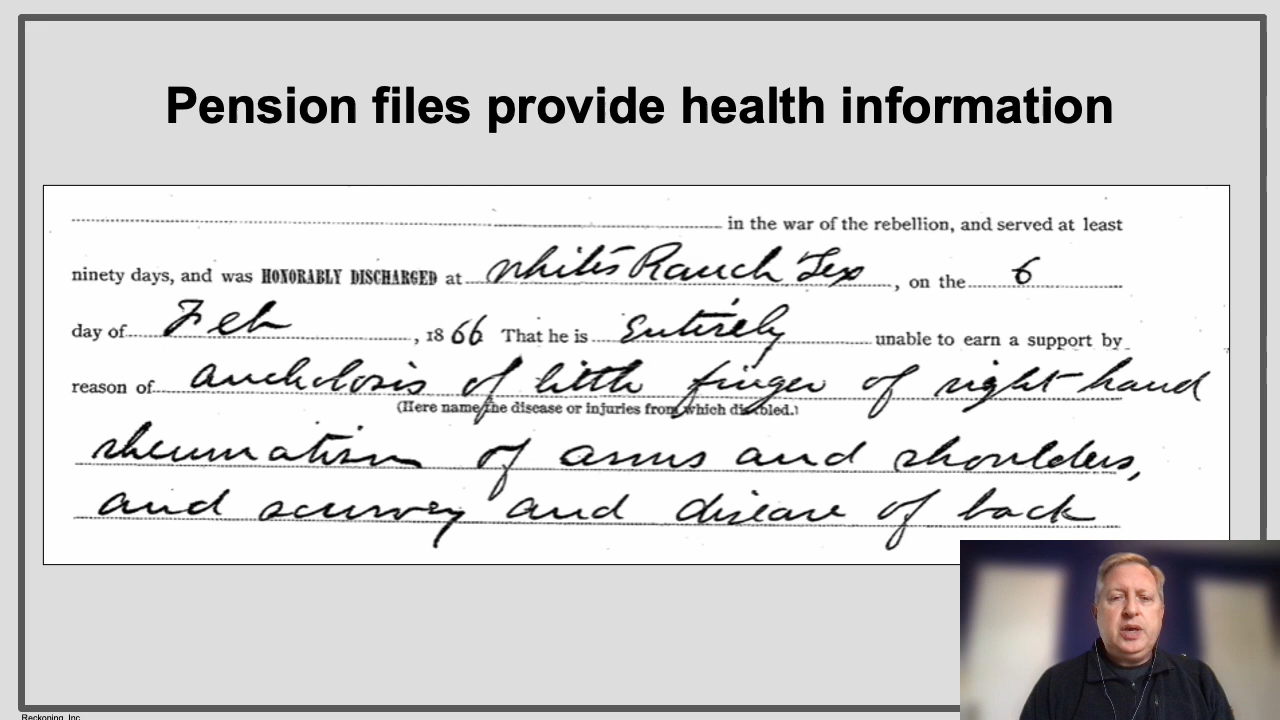 Pension files provide health information
in the war of the rebellion, and served at least
ninety days, and was HONORABLY DISCHARGED at Whites Ranch Tex, on the 6
day of Feb, 1866 That he is Entirely unable to earn a support by
reason of anchclosis of little finger of right hand
(Here name the disease or injuries from which disabled.)
rheumatism of arms and shoulders,
and scurvey and disease of back
Reckoning, Inc.